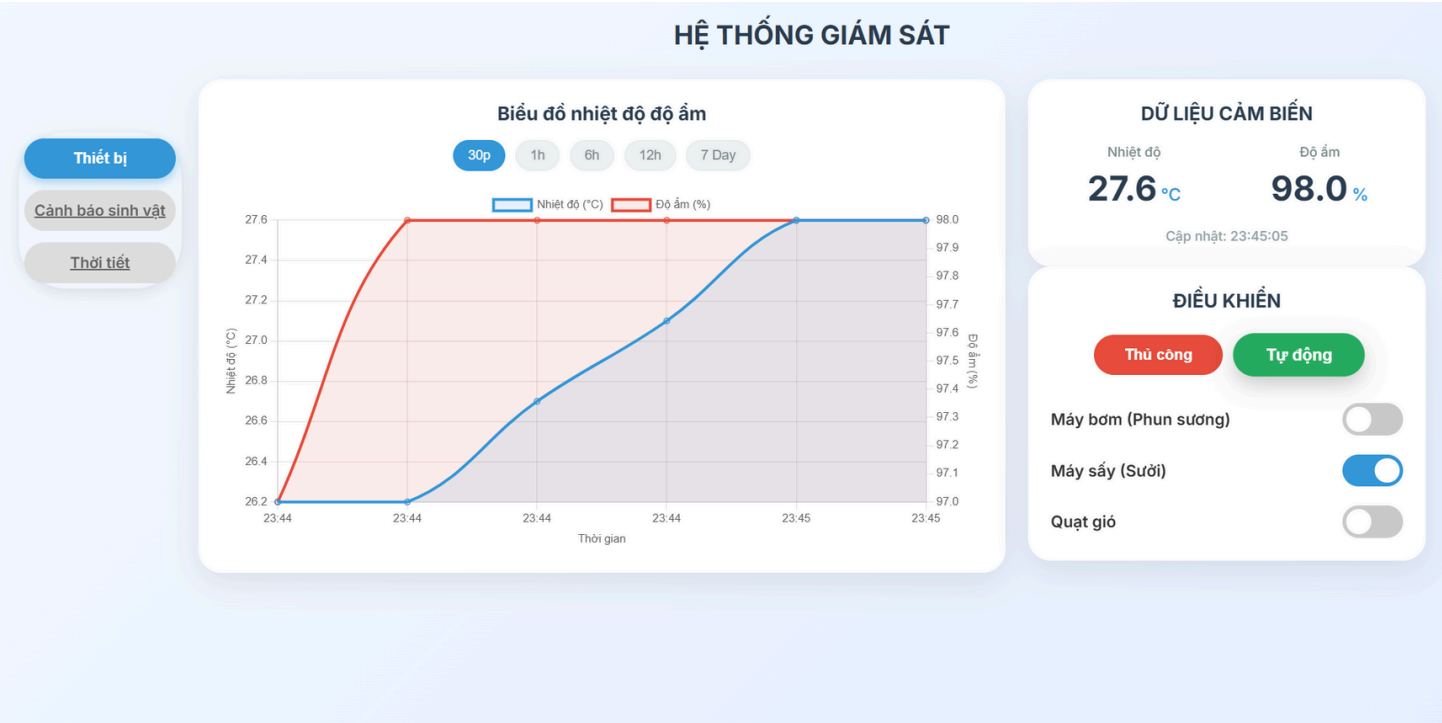 HỆ THỐNG GIÁM SÁT
Thiết bị
Cảnh báo sinh vật
Thời tiết
Biểu đồ nhiệt độ độ ẩm
30p 1h 6h 12h 7 Day
Nhiệt độ (°C) Độ ẩm (%)
27.6
27.4
27.2
27.0
26.8
26.6
26.4
26.2
Nhiệt độ (°C)
98.0
97.9
97.8
97.7
97.6
97.5
97.4
97.3
97.2
97.1
97.0
Độ ẩm (%)
23:44 23:44 23:44 23:44 23:45 23:45
Thời gian
DỮ LIỆU CẢM BIẾN
Nhiệt độ Độ ẩm
27.6 °C 98.0 %
Cập nhật: 23:45:05
ĐIỀU KHIỂN
Thủ công Tự động
Máy bơm (Phun sương)
Máy sấy (Sưởi)
Quạt gió